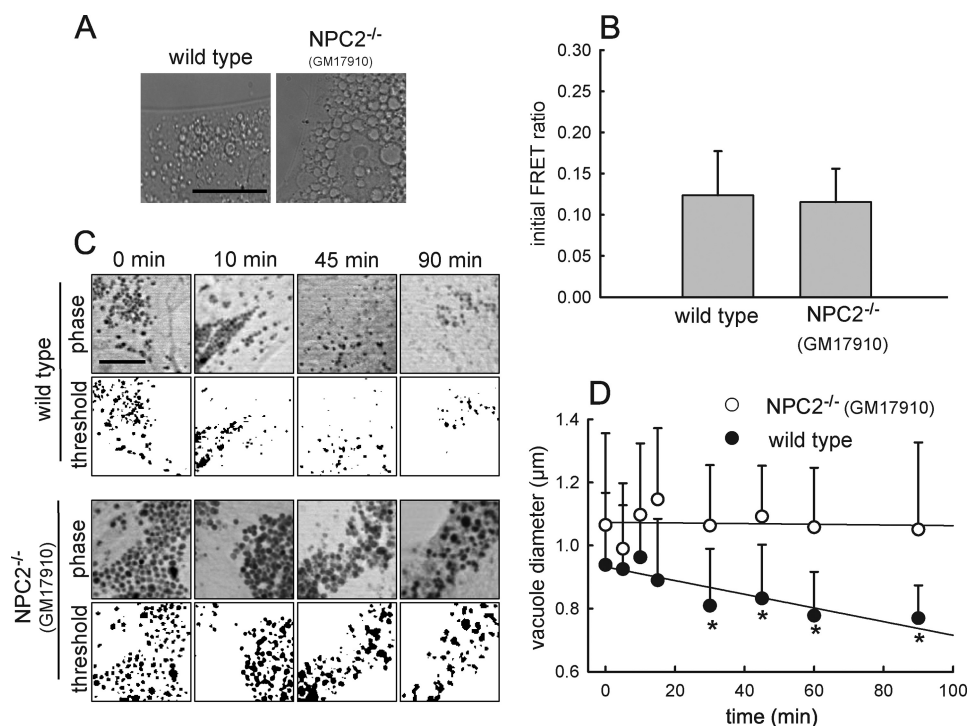 A
wild type
NPC2-/-
(GM17910)
B
initial FRET ratio
0.30
0.25
0.20
0.15
0.10
0.05
0.00
wild type
NPC2-/-
(GM17910)
C
0 min
10 min
45 min
90 min
wild type
phase
threshold
NPC2-/-
(GM17910)
phase
threshold
D
NPC2-/- (GM17910)
wild type
vacuole diameter (µm)
1.4
1.2
1.0
0.8
0.6
* * * *
0 20 40 60 80 100
time (min)